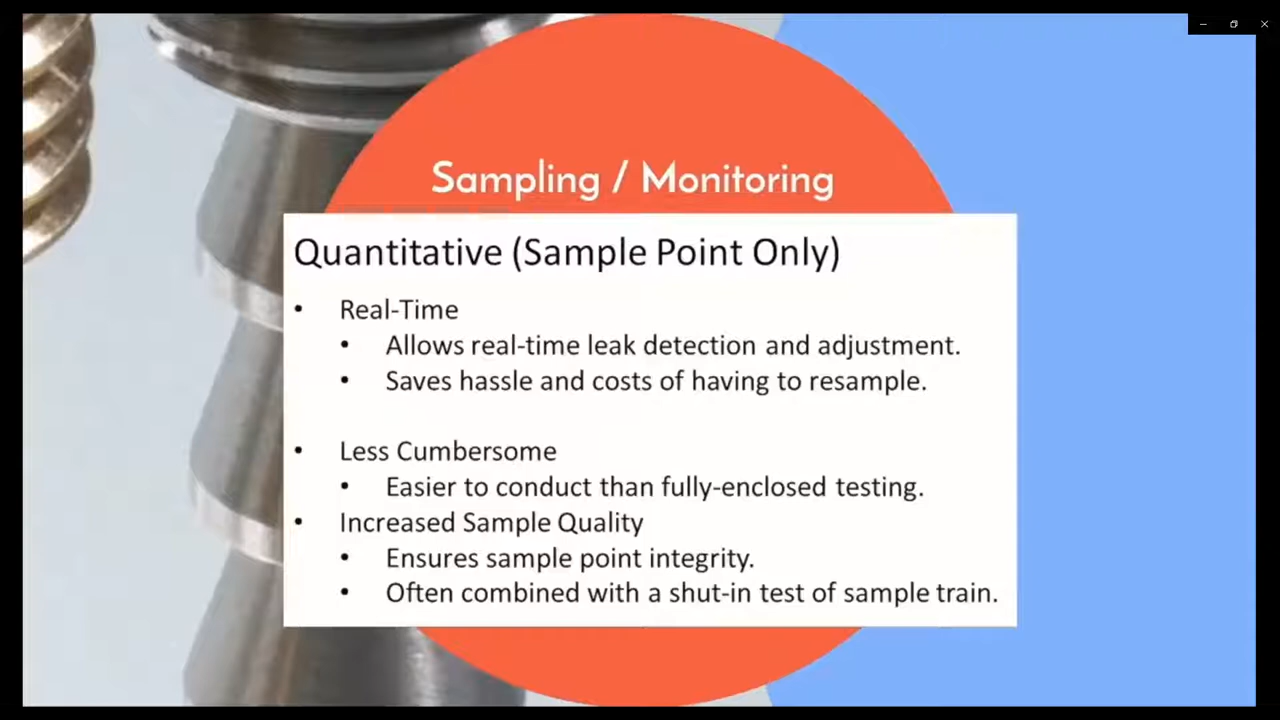 Sampling / Monitoring
Quantitative (Sample Point Only)
• Real-Time
• Allows real-time leak detection and adjustment.
• Saves hassle and costs of having to resample.
• Less Cumbersome
• Easier to conduct than fully-enclosed testing.
• Increased Sample Quality
• Ensures sample point integrity.
• Often combined with a shut-in test of sample train.